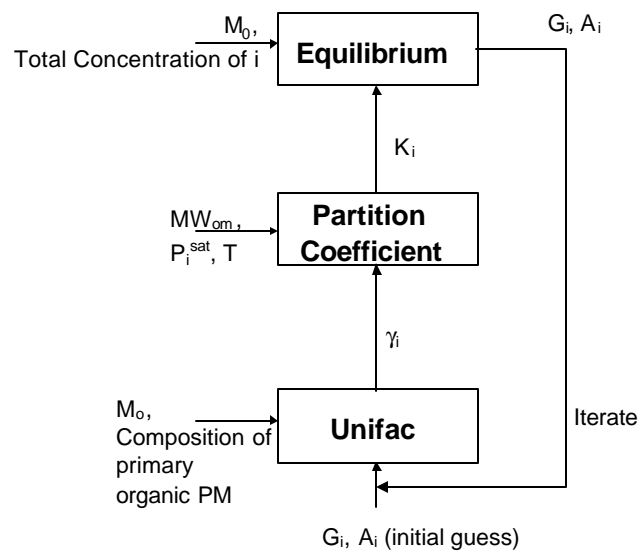 M₀,
Total Concentration of i
Equilibrium
Gᵢ, Aᵢ
Kᵢ
MWₒₘ,
Pᵢˢᵃᵗ, T
Partition
Coefficient
γᵢ
Mₒ,
Composition of
primary
organic PM
Unifac
Iterate
Gᵢ, Aᵢ (initial guess)